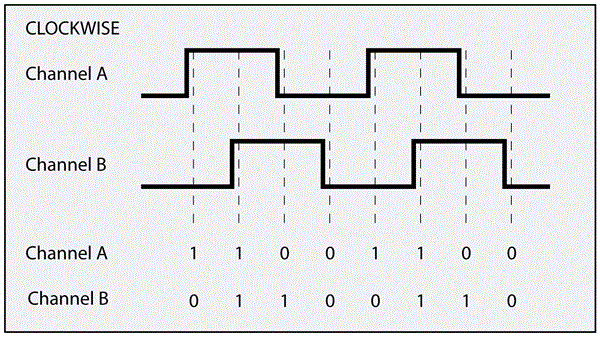 CLOCKWISE
Channel A
Channel B
Channel A 1 1 0 0 1 1 0 0
Channel B 0 1 1 0 0 1 1 0